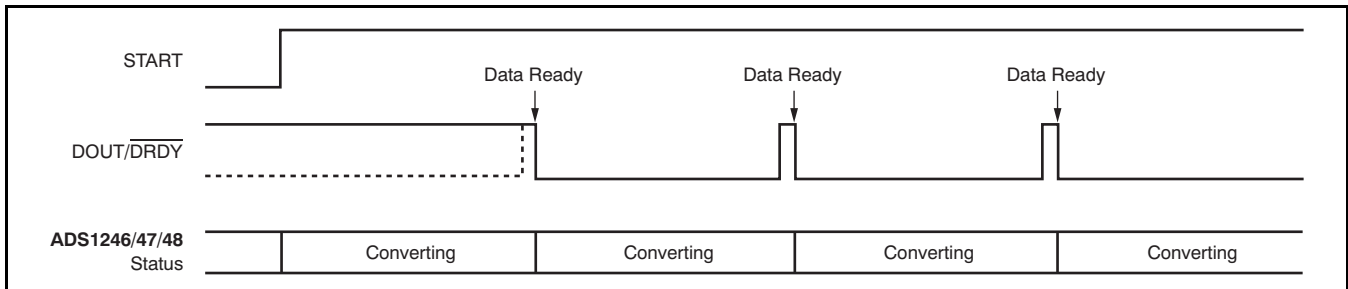 START
Data Ready Data Ready Data Ready
DOUT/DRDY
ADS1246/47/48
Status
Converting Converting Converting Converting